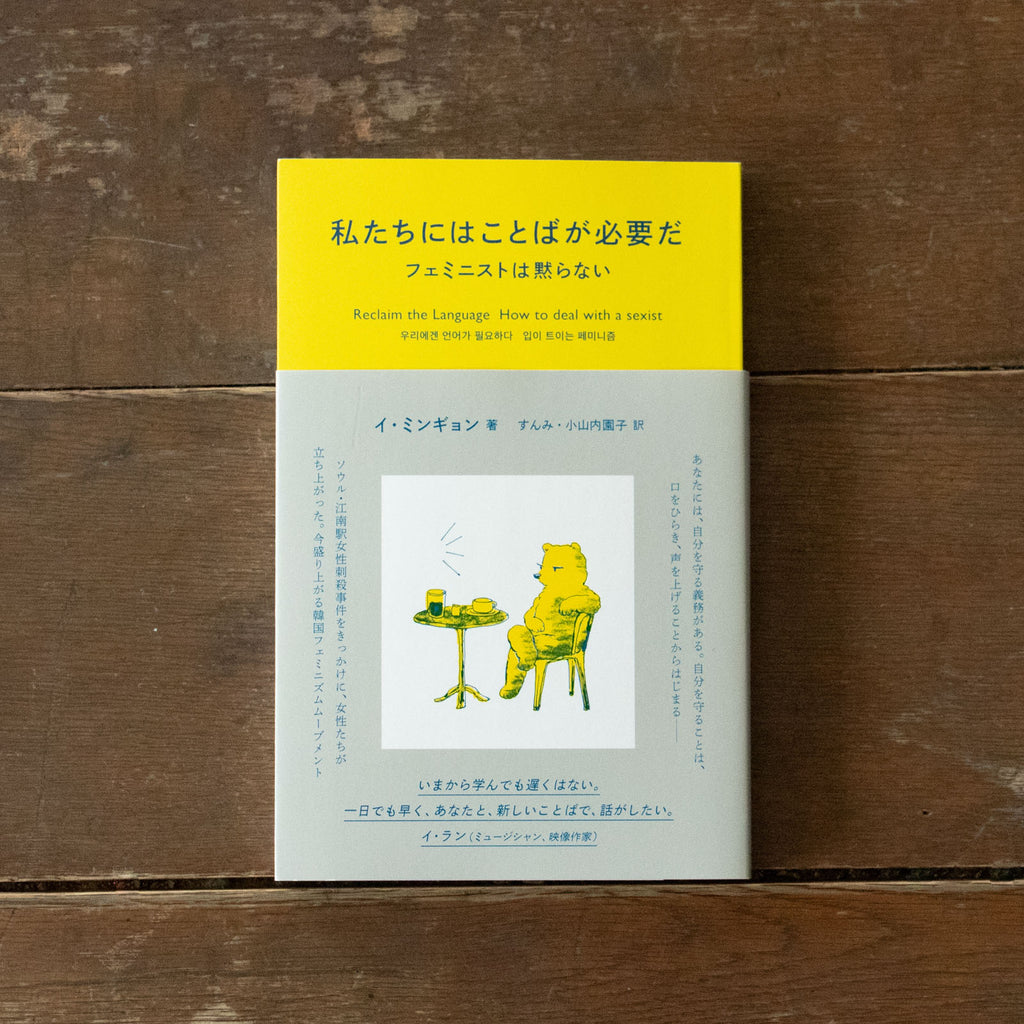 私たちにはことばが必要だ
フェミニストは黙らない
Reclaim the Language How to deal with a sexist
우리에겐 언어가 필요하다 입이 트이는 페미니즘
イ・ミンギョン 著 すんみ・小山内園子 訳
あなたには、自分を守る義務がある。自分を守ることは、
口をひらき、声を上げることからはじまる——
ソウル・江南駅女性刺殺事件をきっかけに、女性たちが
立ち上がった。今盛り上がる韓国フェミニズムムーブメント
いまから学んでも遅くはない。
一日でも早く、あなたと、新しいことばで、話がしたい。
イ・ラン（ミュージシャン、映像作家）